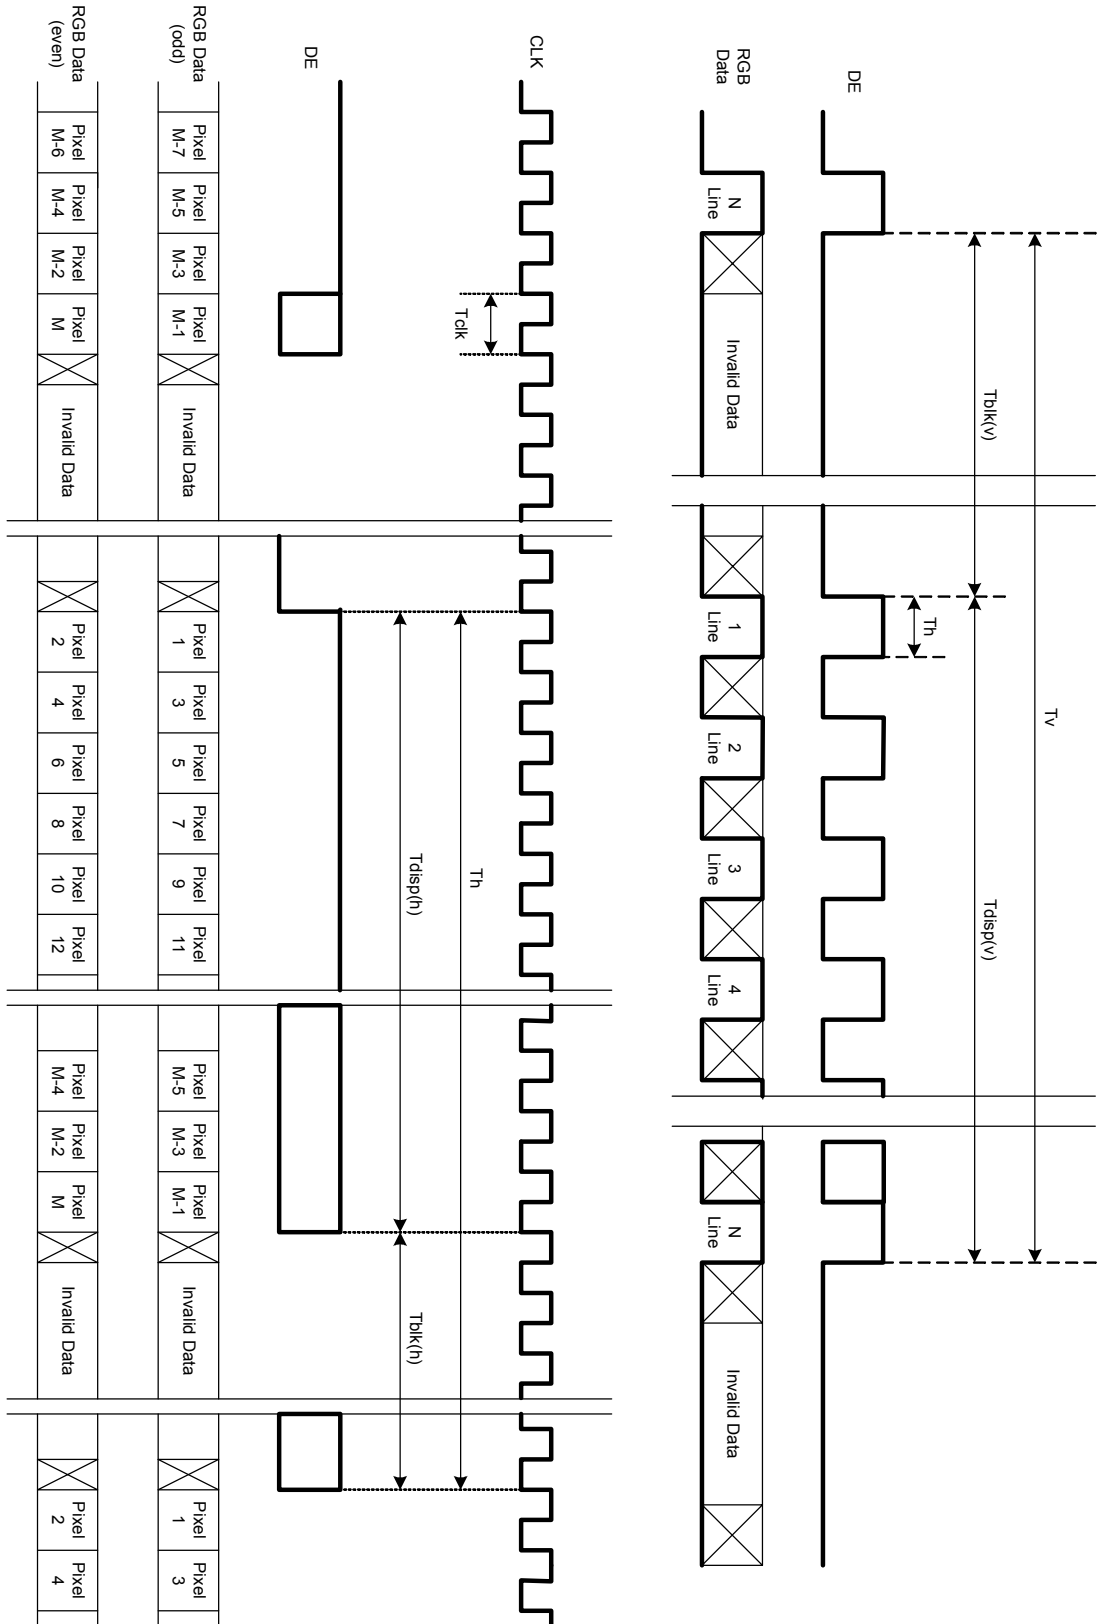 Tv
Tblk(v)
Tdisp(v)
Th
DE
RGB
Data
N
Line
Invalid Data
1
Line
2
Line
3
Line
4
Line
N
Line
Invalid Data
CLK
Tclk
Th
Tdisp(h)
Tblk(h)
DE
RGB Data
(odd)
Pixel
M-7
Pixel
M-5
Pixel
M-3
Pixel
M-1
Invalid Data
Pixel
1
Pixel
3
Pixel
5
Pixel
7
Pixel
9
Pixel
11
Pixel
M-5
Pixel
M-3
Pixel
M-1
Invalid Data
Pixel
1
Pixel
3
RGB Data
(even)
Pixel
M-6
Pixel
M-4
Pixel
M-2
Pixel
M
Invalid Data
Pixel
2
Pixel
4
Pixel
6
Pixel
8
Pixel
10
Pixel
12
Pixel
M-4
Pixel
M-2
Pixel
M
Invalid Data
Pixel
2
Pixel
4